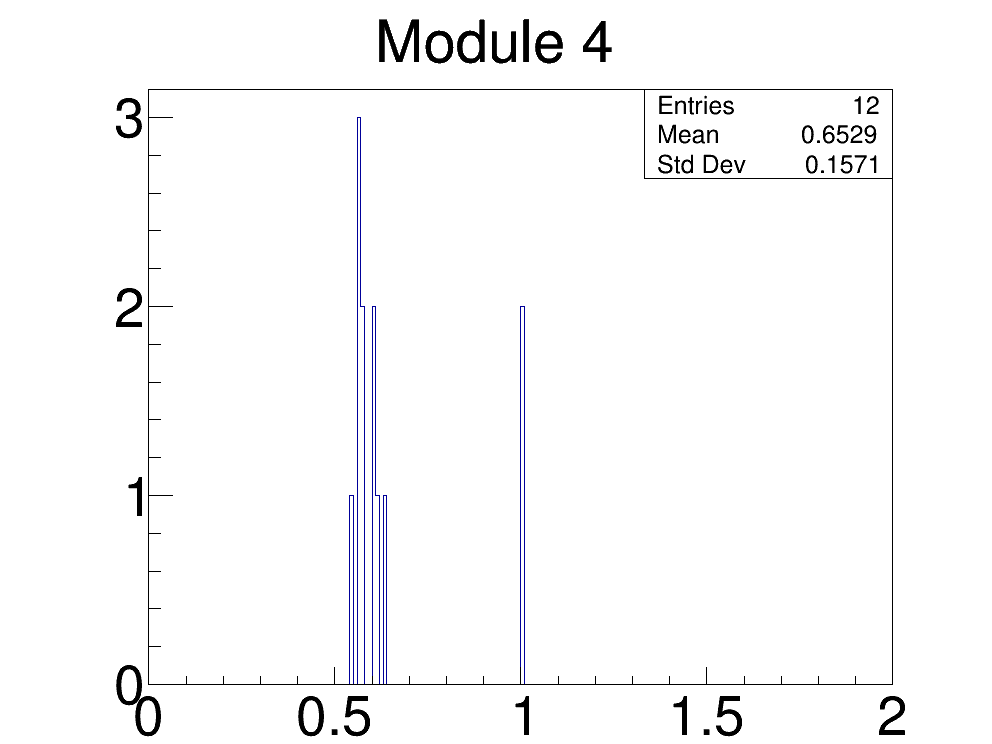 Module 4
Entries 12
Mean 0.6529
Std Dev 0.1571
3
2
1
0
0 0.5 1 1.5 2